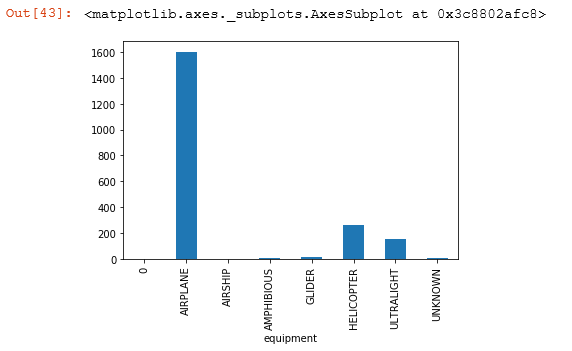 Out[43]: <matplotlib.axes._subplots.AxesSubplot at 0x3c8802afc8>
1600
1400
1200
1000
800
600
400
200
0
0
AIRPLANE
AIRSHIP
AMPHIBIOUS
GLIDER
HELICOPTER
ULTRALIGHT
UNKNOWN
equipment